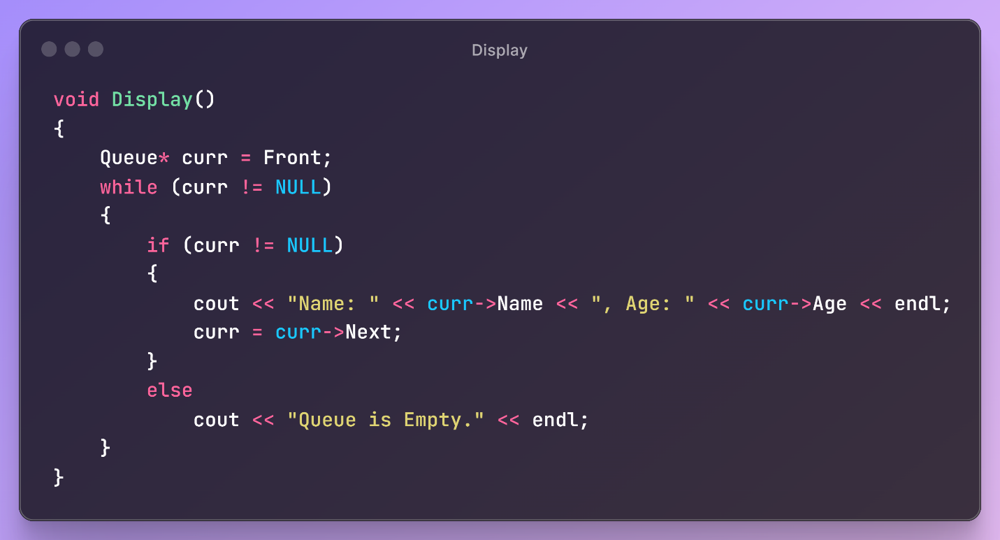 Display
void Display()
{
    Queue* curr = Front;
    while (curr != NULL)
    {
        if (curr != NULL)
        {
            cout << "Name: " << curr->Name << ", Age: " << curr->Age << endl;
            curr = curr->Next;
        }
        else
            cout << "Queue is Empty." << endl;
    }
}